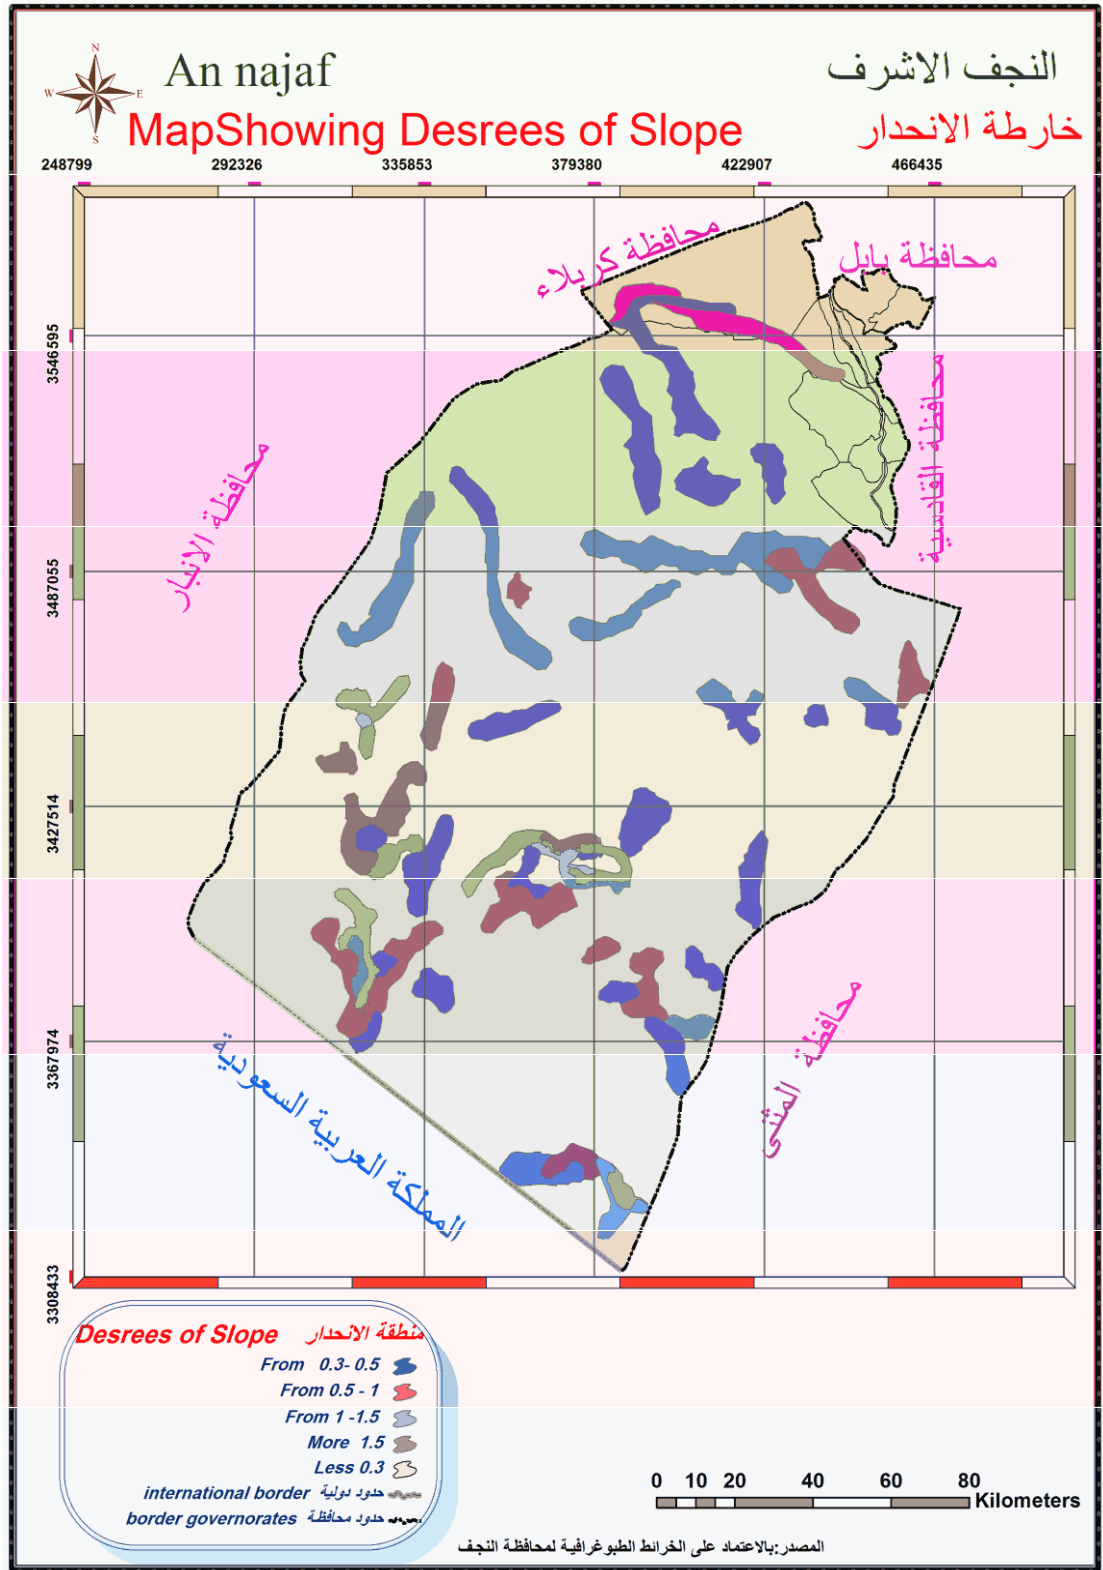 N
W E
S
An najaf
النجف الاشرف
MapShowing Desrees of Slope
خارطة الانحدار
248799 292326 335853 379380 422907 466435
محافظة كربلاء
محافظة بابل
3546595
محافظة القادسية
محافظة الانبار
3487055
3427514
3367974
محافظة المثنى
المملكة العربية السعودية
3308433
Desrees of Slope منطقة الانحدار
From 0.3- 0.5
From 0.5 - 1
From 1 -1.5
More 1.5
Less 0.3
international border حدود دولية
border governorates حدود محافظة
0 10 20 40 60 80
Kilometers
المصدر:بالاعتماد على الخرائط الطبوغرافية لمحافظة النجف